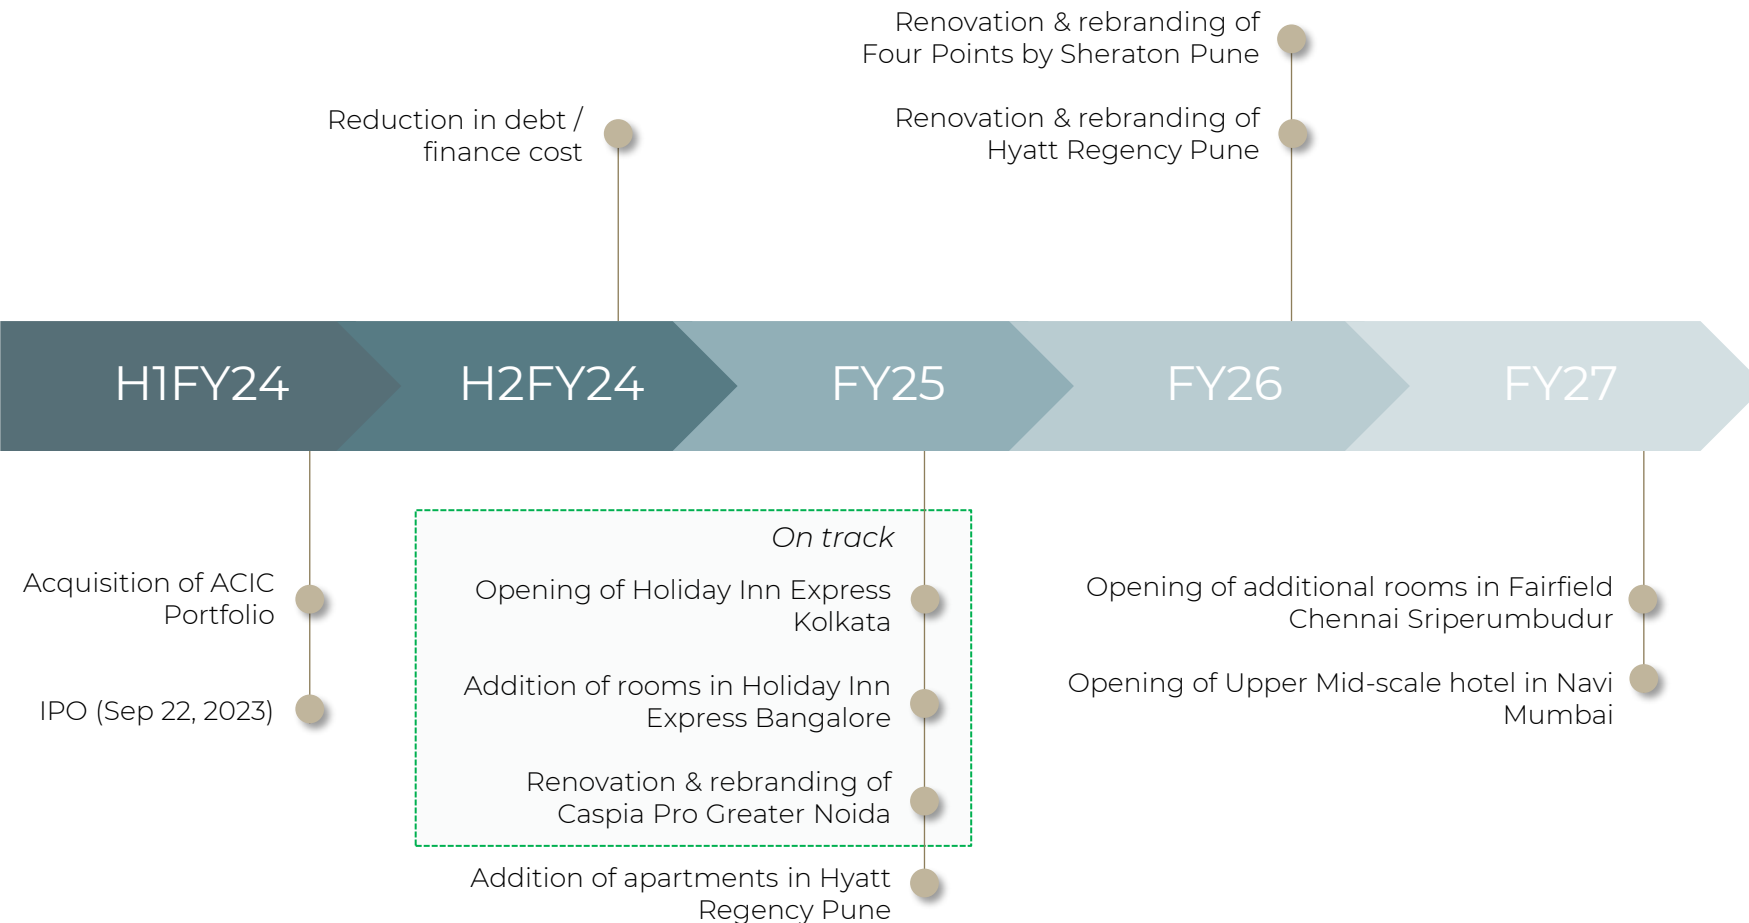 Renovation & rebranding of
Four Points by Sheraton Pune
Reduction in debt /
finance cost
Renovation & rebranding of
Hyatt Regency Pune
H1FY24
H2FY24
FY25
FY26
FY27
On track
Acquisition of ACIC
Portfolio
IPO (Sep 22, 2023)
Opening of Holiday Inn Express
Kolkata
Addition of rooms in Holiday Inn
Express Bangalore
Renovation & rebranding of
Caspia Pro Greater Noida
Addition of apartments in Hyatt
Regency Pune
Opening of additional rooms in Fairfield
Chennai Sriperumbudur
Opening of Upper Mid-scale hotel in Navi
Mumbai